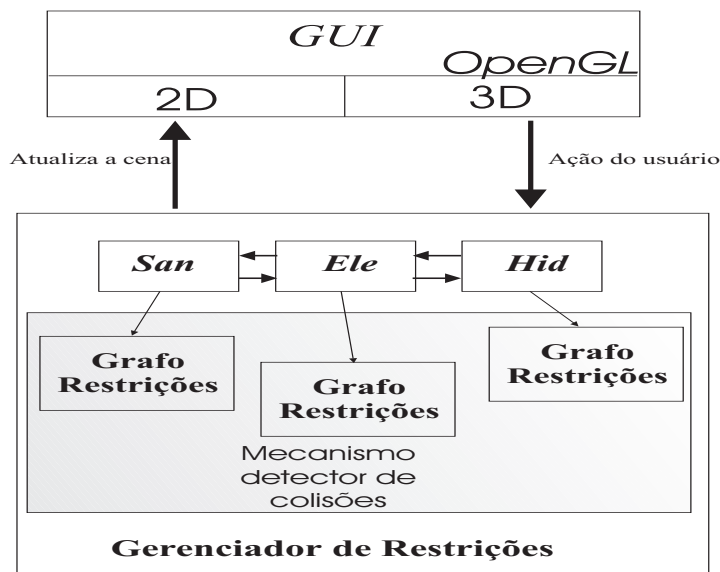 GUI
OpenGL
2D
3D
Atualiza a cena
Ação do usuário
San
Ele
Hid
Grafo
Restrições
Grafo
Restrições
Grafo
Restrições
Mecanismo
detector de
colisões
Gerenciador de Restrições